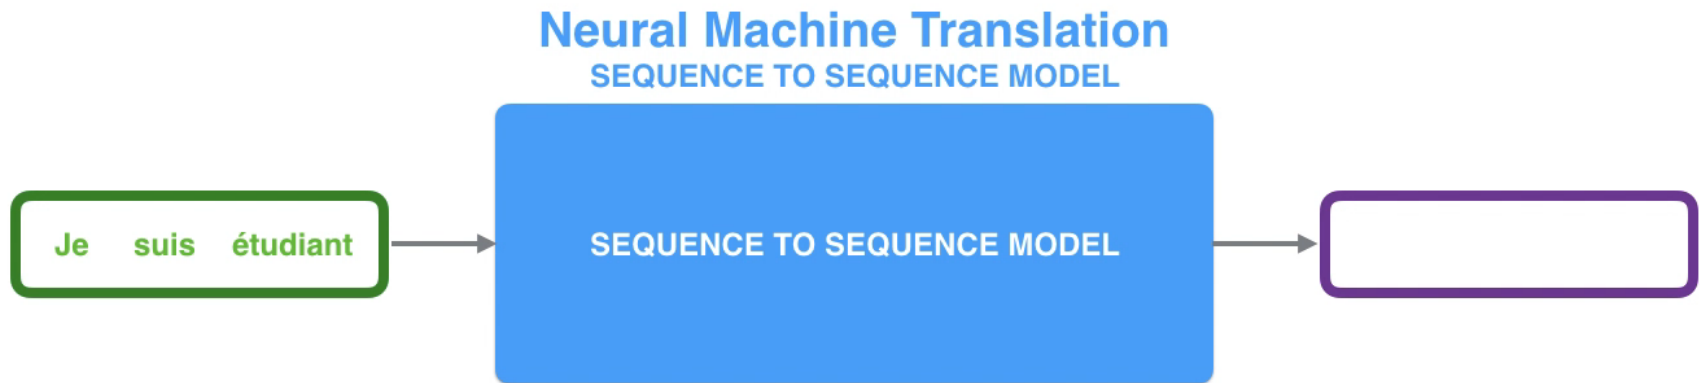 Neural Machine Translation
SEQUENCE TO SEQUENCE MODEL
Je suis étudiant
SEQUENCE TO SEQUENCE MODEL